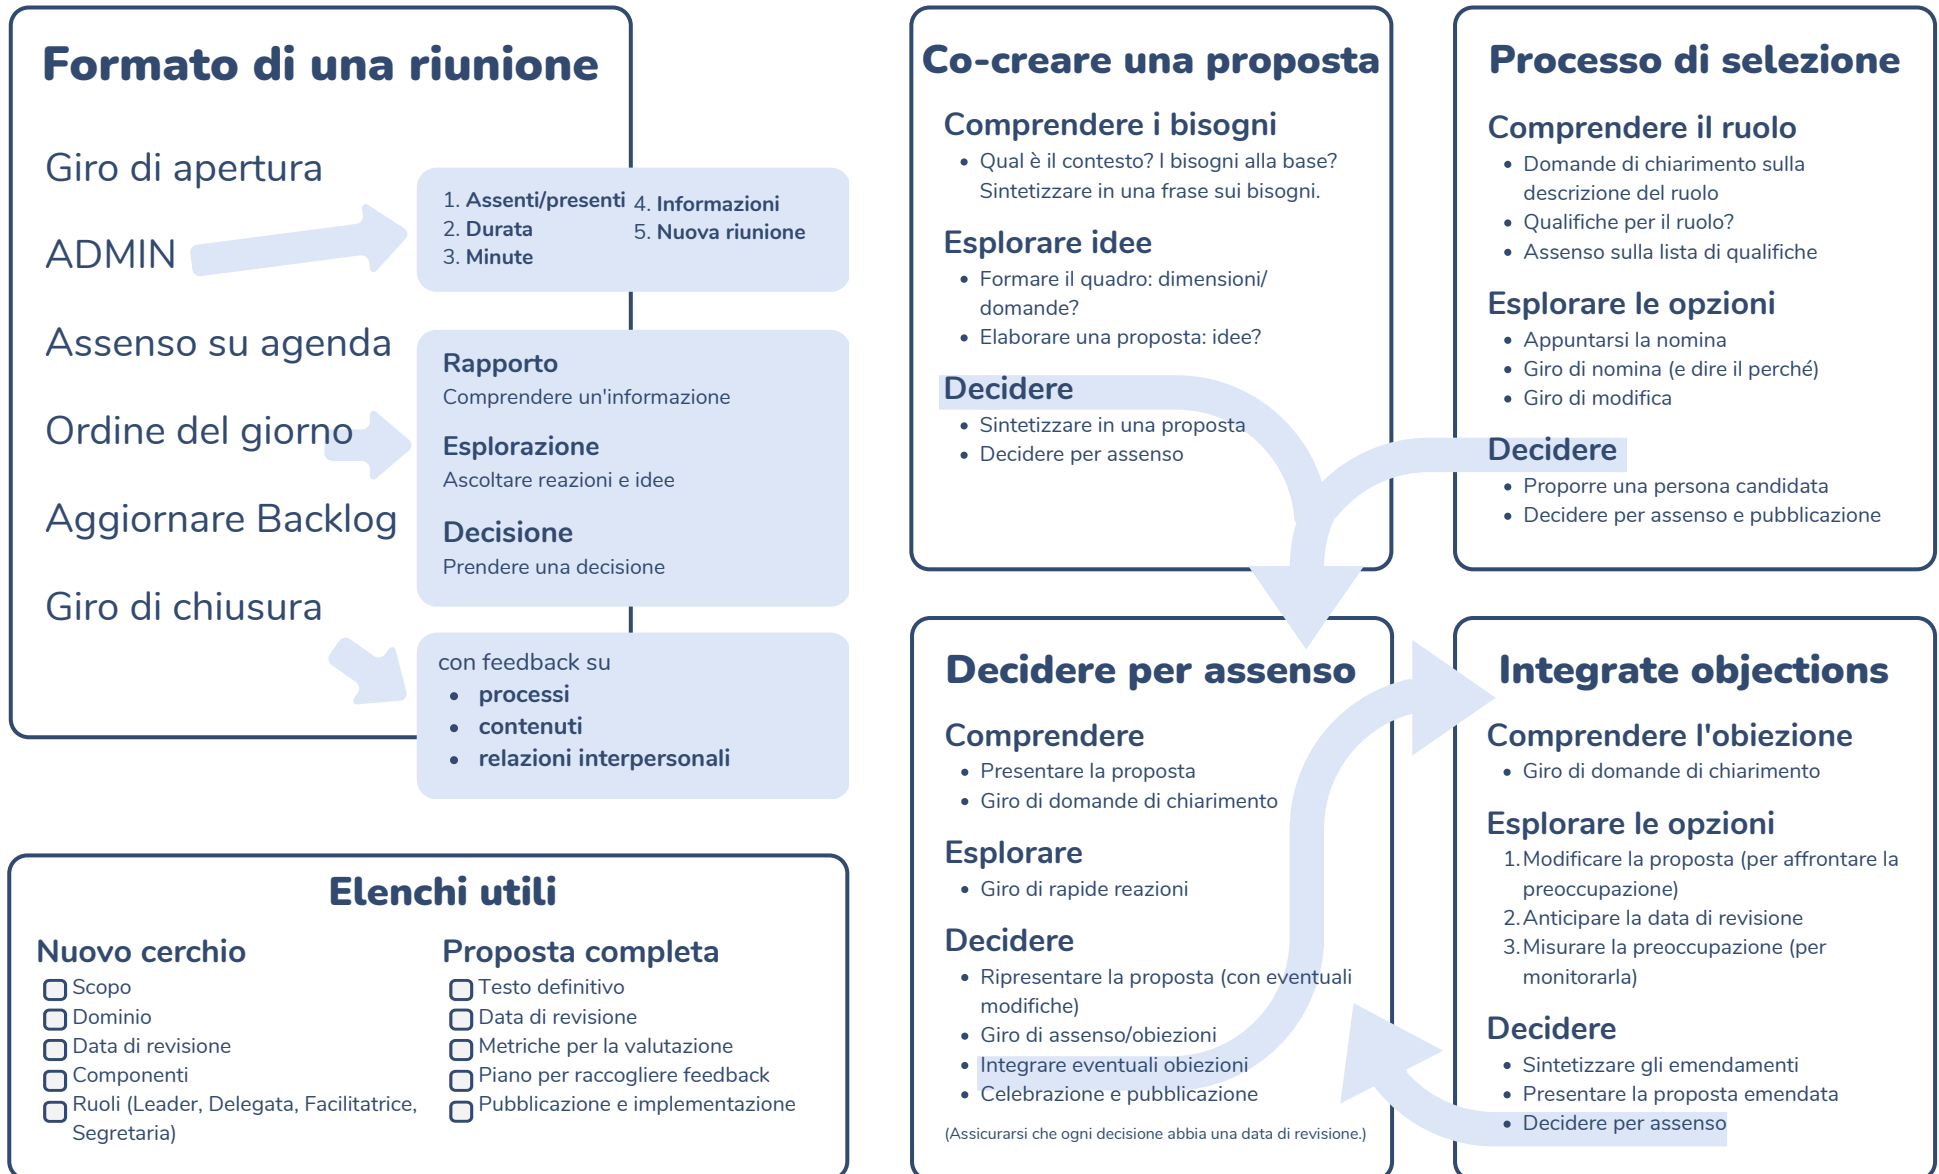 Formato di una riunione
Giro di apertura
ADMIN
1. Assenti/presenti
2. Durata
3. Minute
4. Informazioni
5. Nuova riunione
Assenso su agenda
Ordine del giorno
Rapporto
Comprendere un'informazione
Esplorazione
Ascoltare reazioni e idee
Decisione
Prendere una decisione
Aggiornare Backlog
Giro di chiusura
con feedback su
• processi
• contenuti
• relazioni interpersonali
Elenchi utili
Nuovo cerchio
Scopo
Dominio
Data di revisione
Componenti
Ruoli (Leader, Delegata, Facilitatrice,
Segretaria)
Proposta completa
Testo definitivo
Data di revisione
Metriche per la valutazione
Piano per raccogliere feedback
Pubblicazione e implementazione
Co-creare una proposta
Comprendere i bisogni
• Qual è il contesto? I bisogni alla base?
Sintetizzare in una frase sui bisogni.
Esplorare idee
• Formare il quadro: dimensioni/
domande?
• Elaborare una proposta: idee?
Decidere
• Sintetizzare in una proposta
• Decidere per assenso
Processo di selezione
Comprendere il ruolo
• Domande di chiarimento sulla
descrizione del ruolo
• Qualifiche per il ruolo?
• Assenso sulla lista di qualifiche
Esplorare le opzioni
• Appuntarsi la nomina
• Giro di nomina (e dire il perché)
• Giro di modifica
Decidere
• Proporre una persona candidata
• Decidere per assenso e pubblicazione
Decidere per assenso
Comprendere
• Presentare la proposta
• Giro di domande di chiarimento
Esplorare
• Giro di rapide reazioni
Decidere
• Ripresentare la proposta (con eventuali
modifiche)
• Giro di assenso/obiezioni
• Integrare eventuali obiezioni
• Celebrazione e pubblicazione
(Assicurarsi che ogni decisione abbia una data di revisione.)
Integrate objections
Comprendere l'obiezione
• Giro di domande di chiarimento
Esplorare le opzioni
1. Modificare la proposta (per affrontare la
preoccupazione)
2. Anticipare la data di revisione
3. Misurare la preoccupazione (per
monitorarla)
Decidere
• Sintetizzare gli emendamenti
• Presentare la proposta emendata
• Decidere per assenso